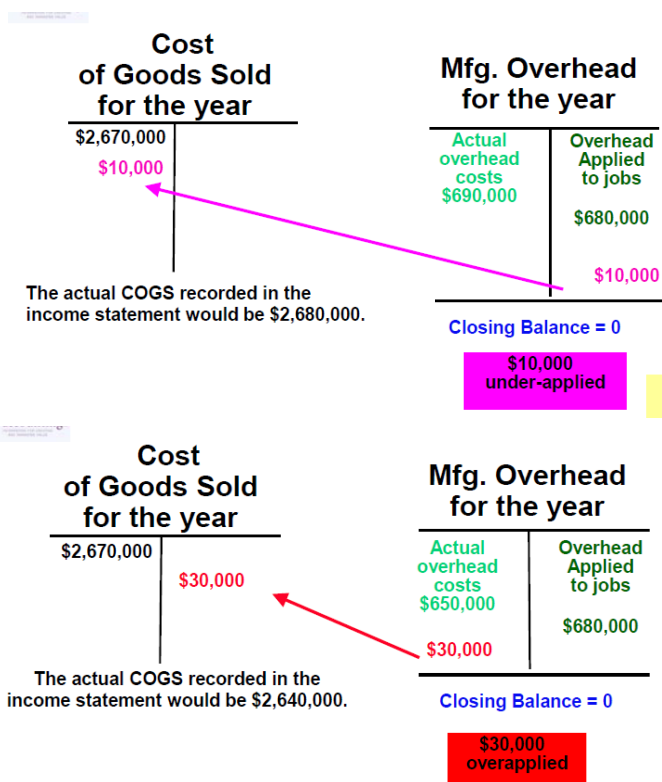 Cost
of Goods Sold
for the year
$2,670,000
$10,000
The actual COGS recorded in the
income statement would be $2,680,000.
Mfg. Overhead
for the year
Actual
overhead
costs
$690,000
Overhead
Applied
to jobs
$680,000
$10,000
Closing Balance = 0
$10,000
under-applied
Cost
of Goods Sold
for the year
$2,670,000
$30,000
The actual COGS recorded in the
income statement would be $2,640,000.
Mfg. Overhead
for the year
Actual
overhead
costs
$650,000
$30,000
Overhead
Applied
to jobs
$680,000
Closing Balance = 0
$30,000
overapplied